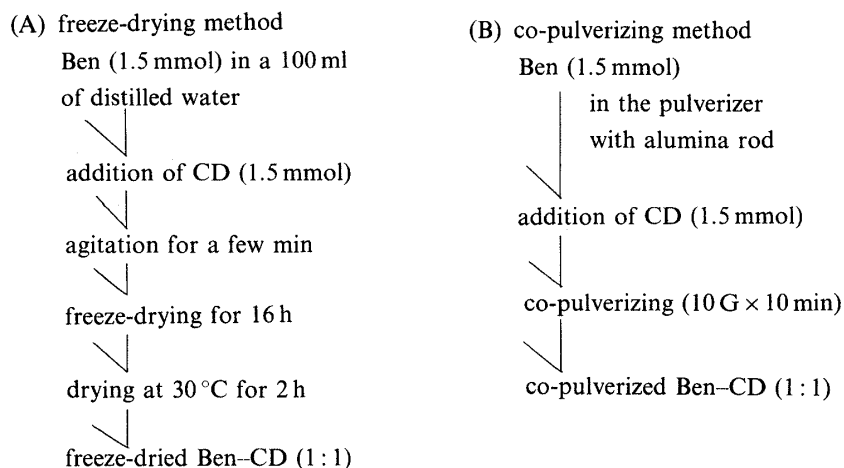 (A) freeze-drying method
Ben (1.5 mmol) in a 100 ml
of distilled water
addition of CD (1.5 mmol)
agitation for a few min
freeze-drying for 16 h
drying at 30 °C for 2 h
freeze-dried Ben--CD (1 : 1)
(B) co-pulverizing method
Ben (1.5 mmol)
in the pulverizer
with alumina rod
addition of CD (1.5 mmol)
co-pulverizing (10 G × 10 min)
co-pulverized Ben–CD (1 : 1)